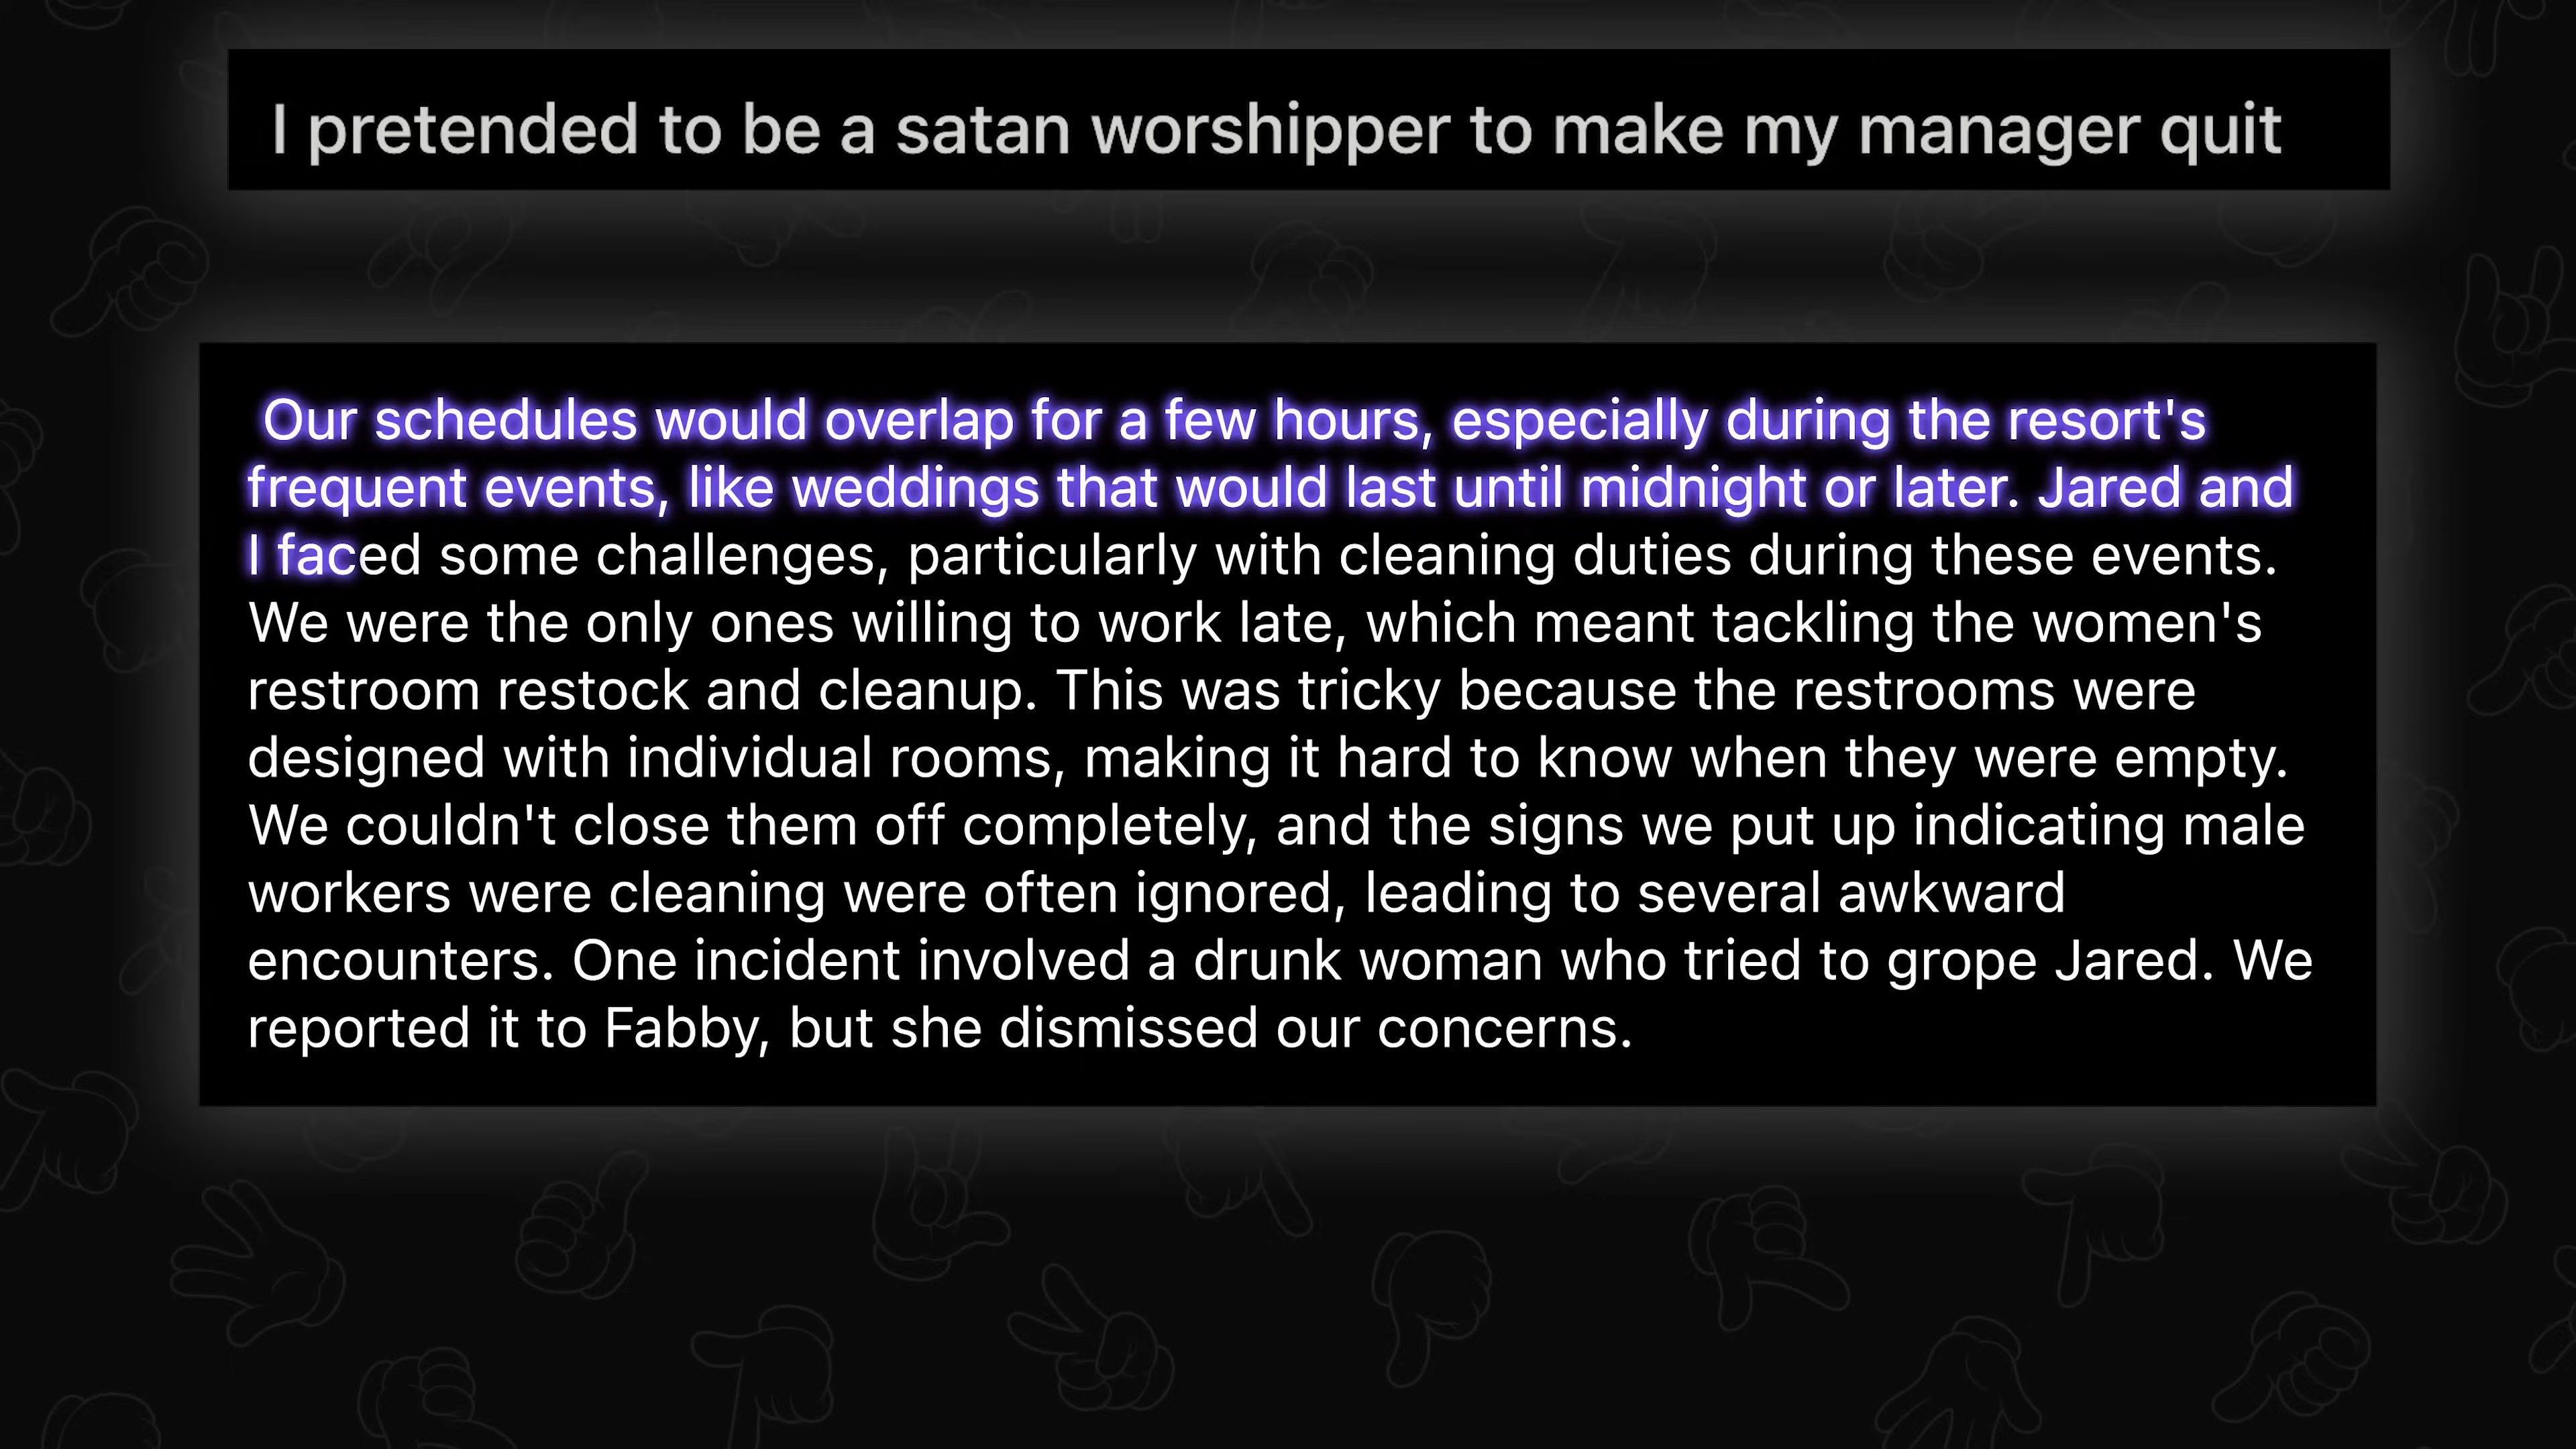 I pretended to be a satan worshipper to make my manager quit
Our schedules would overlap for a few hours, especially during the resort's
frequent events, like weddings that would last until midnight or later. Jared and
I faced some challenges, particularly with cleaning duties during these events.
We were the only ones willing to work late, which meant tackling the women's
restroom restock and cleanup. This was tricky because the restrooms were
designed with individual rooms, making it hard to know when they were empty.
We couldn't close them off completely, and the signs we put up indicating male
workers were cleaning were often ignored, leading to several awkward
encounters. One incident involved a drunk woman who tried to grope Jared. We
reported it to Fabby, but she dismissed our concerns.